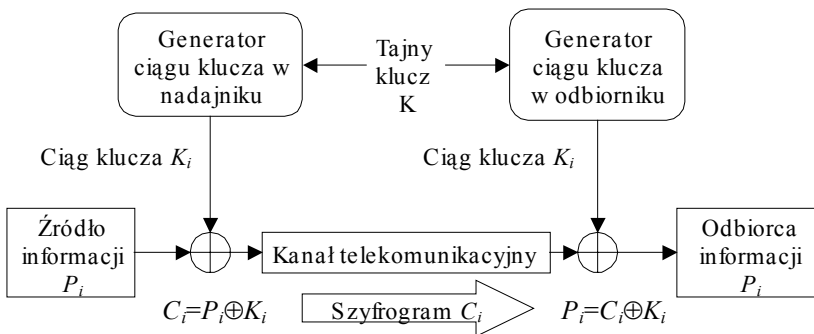 Generator
ciągu klucza w
nadajniku
Tajny
klucz
K
Generator
ciągu klucza
w odbiorniku
Ciąg klucza Kᵢ
Ciąg klucza Kᵢ
Źródło
informacji
Pᵢ
Kanał telekomunikacyjny
Odbiorca
informacji
Pᵢ
Cᵢ=Pᵢ⊕Kᵢ
Szyfrogram Cᵢ
Pᵢ=Cᵢ⊕Kᵢ